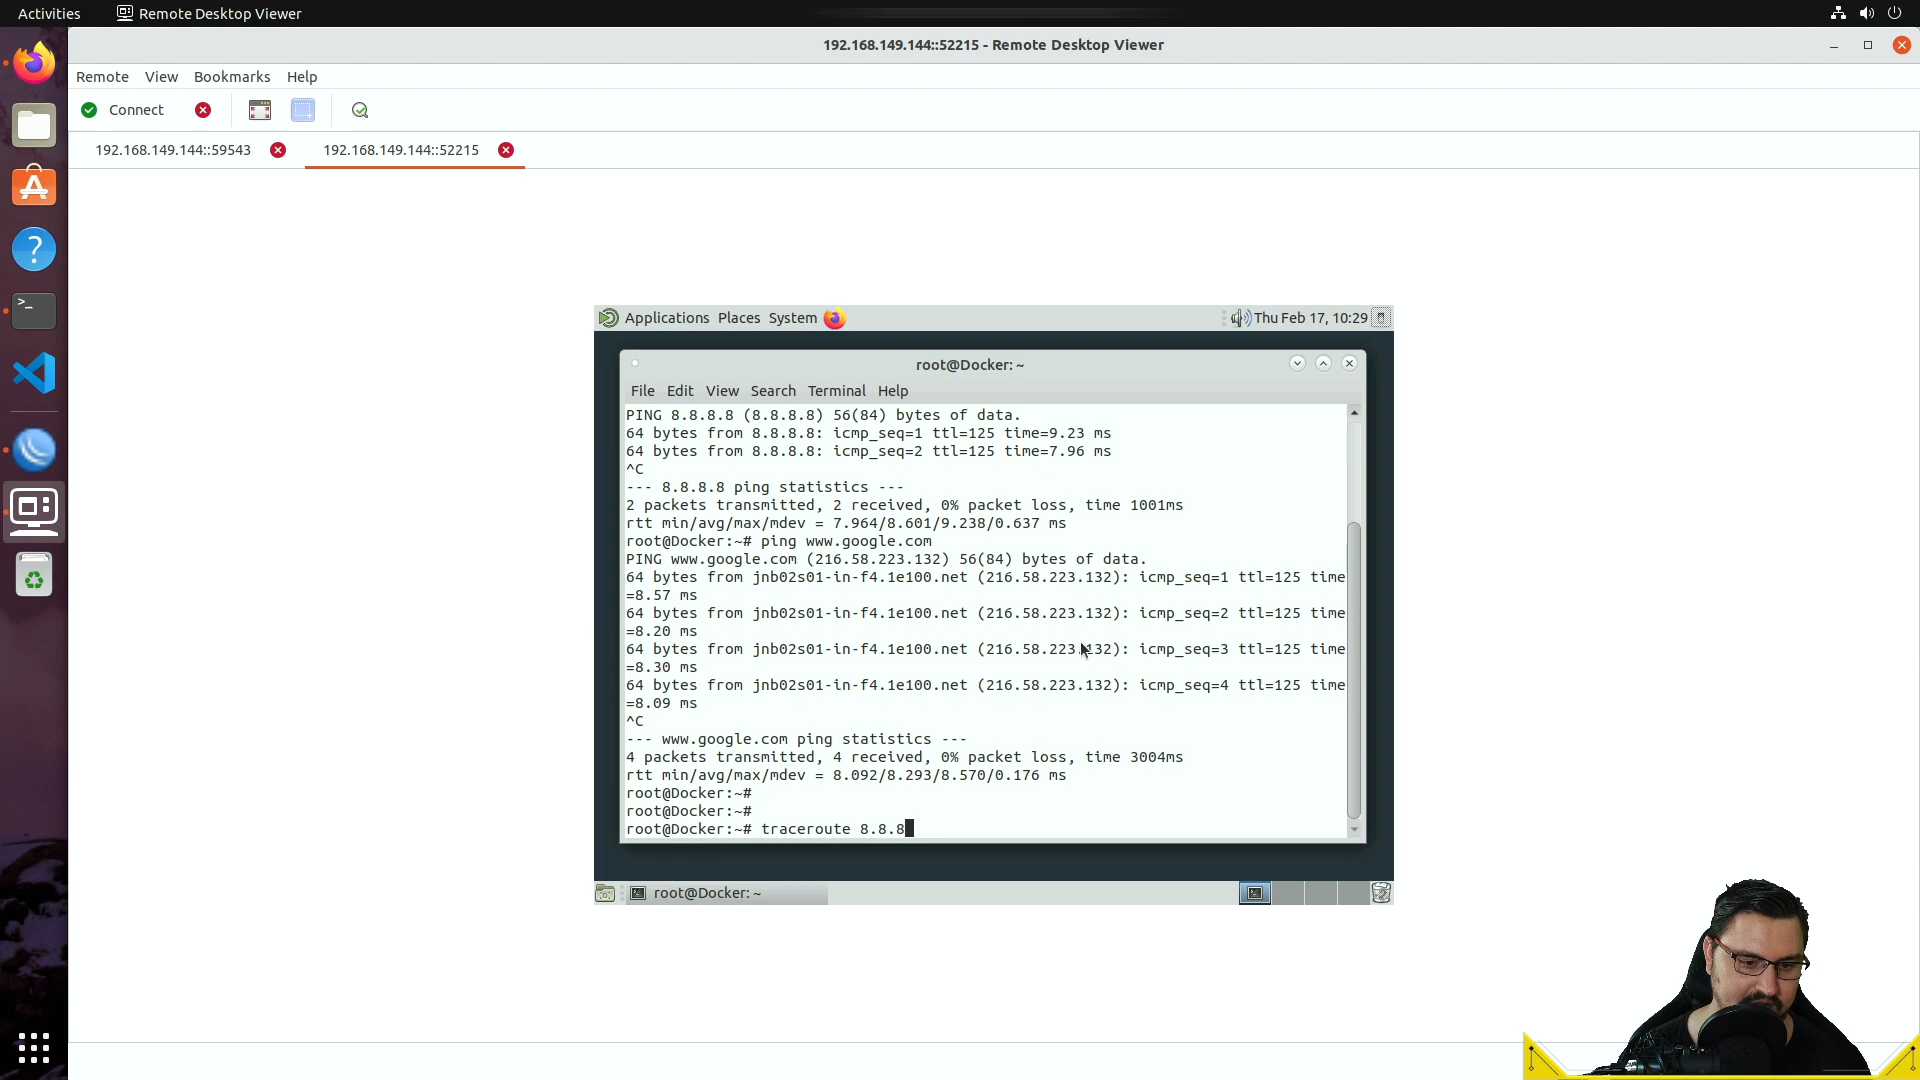 Activities
Remote Desktop Viewer
192.168.149.144::52215 - Remote Desktop Viewer
Remote View Bookmarks Help
Connect
192.168.149.144::59543
192.168.149.144::52215
Applications Places System
Thu Feb 17, 10:29
root@Docker: ~
File Edit View Search Terminal Help
PING 8.8.8.8 (8.8.8.8) 56(84) bytes of data.
64 bytes from 8.8.8.8: icmp_seq=1 ttl=125 time=9.23 ms
64 bytes from 8.8.8.8: icmp_seq=2 ttl=125 time=7.96 ms
^C
--- 8.8.8.8 ping statistics ---
2 packets transmitted, 2 received, 0% packet loss, time 1001ms
rtt min/avg/max/mdev = 7.964/8.601/9.238/0.637 ms
root@Docker:~# ping www.google.com
PING www.google.com (216.58.223.132) 56(84) bytes of data.
64 bytes from jnb02s01-in-f4.1e100.net (216.58.223.132): icmp_seq=1 ttl=125 time
=8.57 ms
64 bytes from jnb02s01-in-f4.1e100.net (216.58.223.132): icmp_seq=2 ttl=125 time
=8.20 ms
64 bytes from jnb02s01-in-f4.1e100.net (216.58.223.132): icmp_seq=3 ttl=125 time
=8.30 ms
64 bytes from jnb02s01-in-f4.1e100.net (216.58.223.132): icmp_seq=4 ttl=125 time
=8.09 ms
^C
--- www.google.com ping statistics ---
4 packets transmitted, 4 received, 0% packet loss, time 3004ms
rtt min/avg/max/mdev = 8.092/8.293/8.570/0.176 ms
root@Docker:~#
root@Docker:~#
root@Docker:~# traceroute 8.8.8
root@Docker: ~